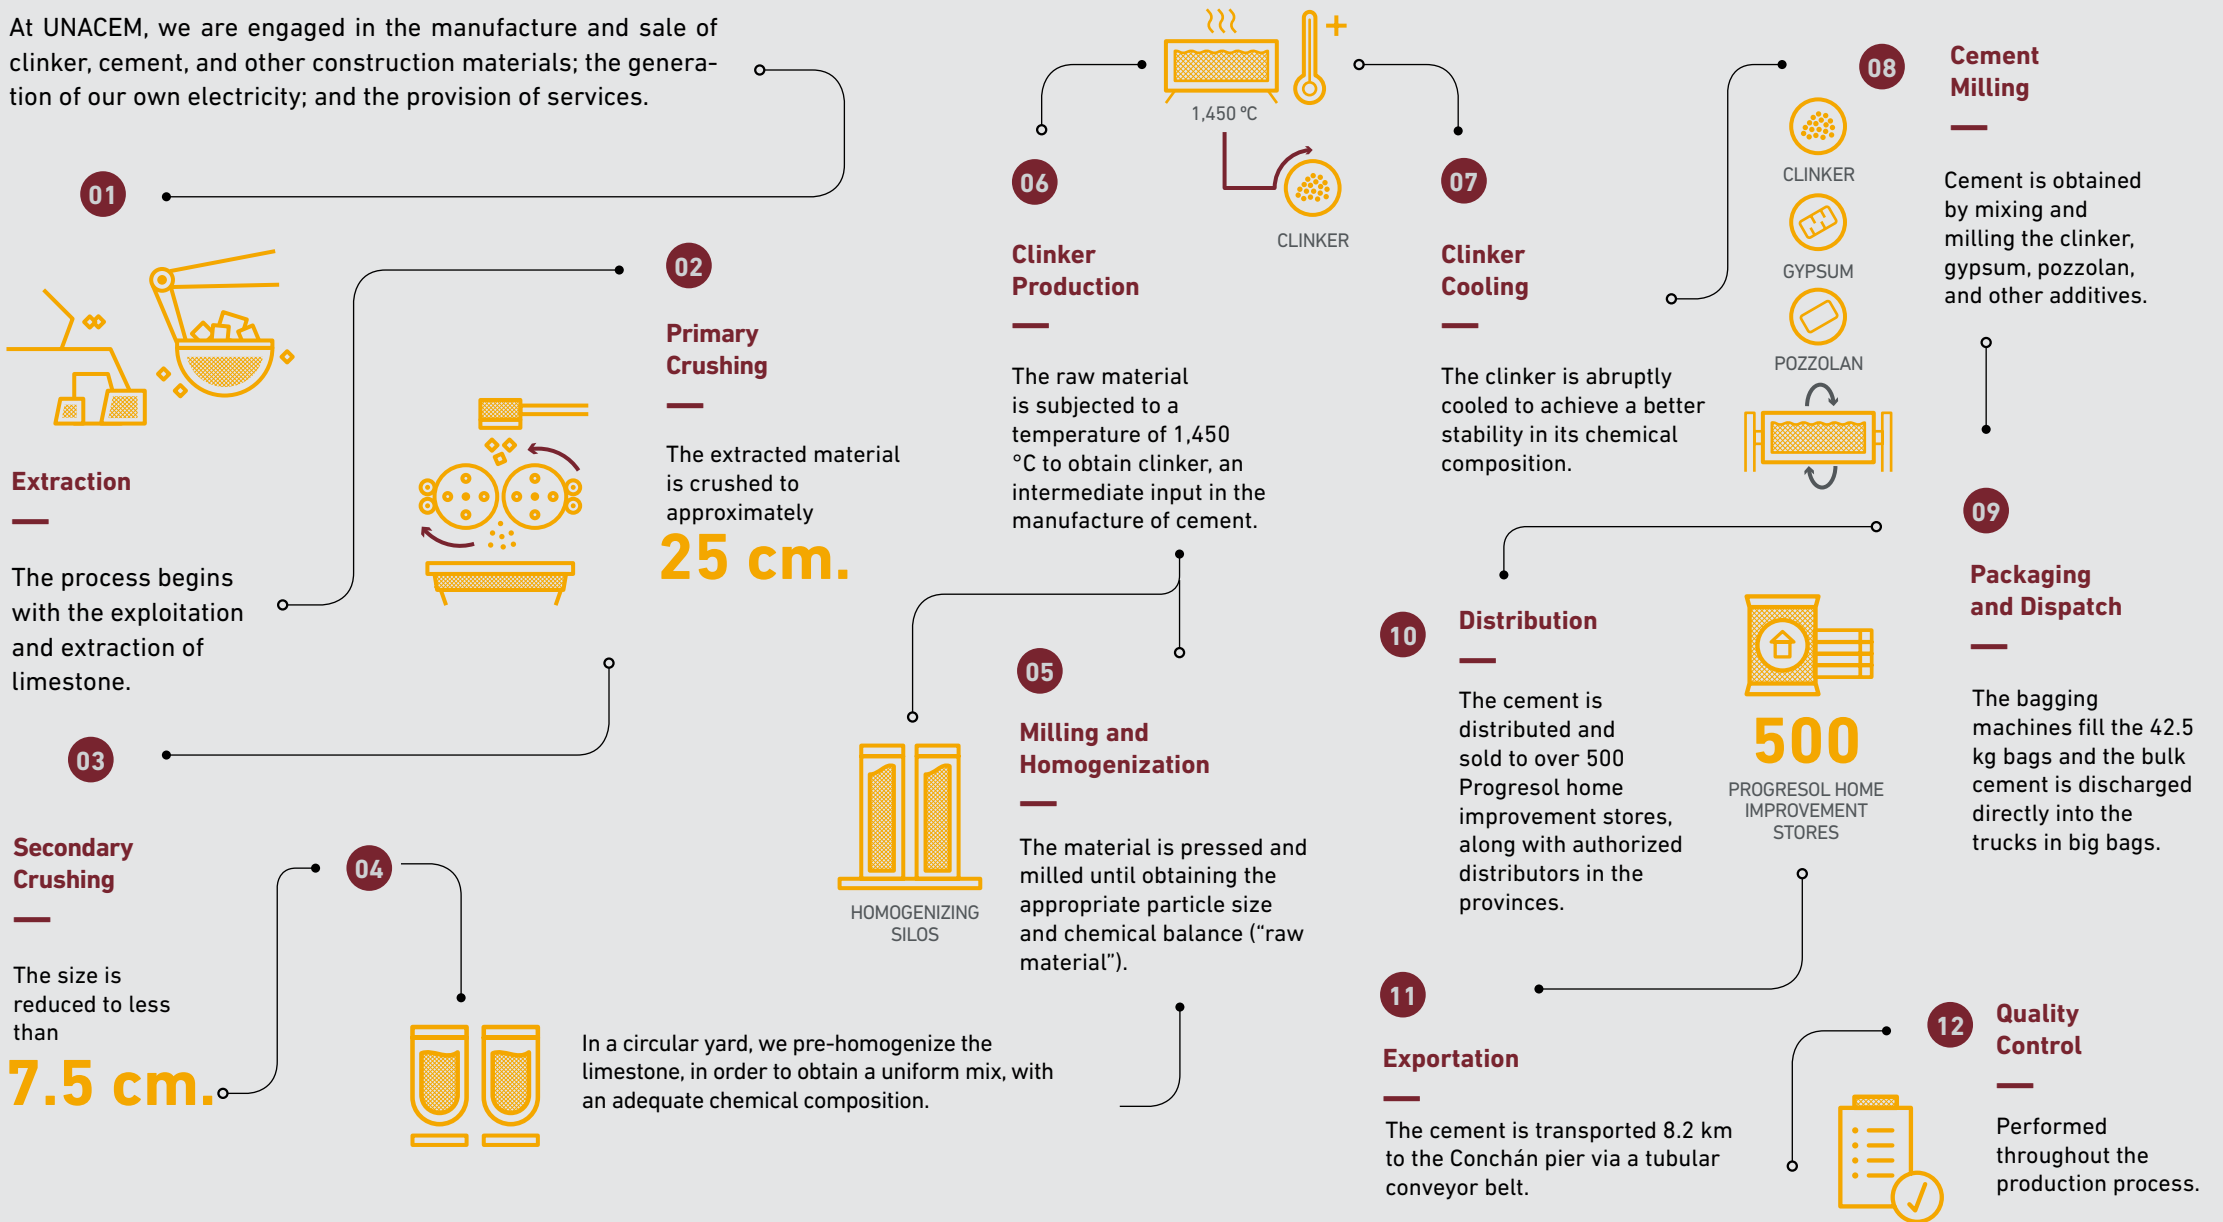 At UNACEM, we are engaged in the manufacture and sale of
clinker, cement, and other construction materials; the genera-
tion of our own electricity; and the provision of services.
01
Extraction
The process begins
with the exploitation
and extraction of
limestone.
02
Primary
Crushing
The extracted material
is crushed to
approximately
25 cm.
03
Secondary
Crushing
The size is
reduced to less
than
7.5 cm.
04
In a circular yard, we pre-homogenize the
limestone, in order to obtain a uniform mix, with
an adequate chemical composition.
05
Milling and
Homogenization
The material is pressed and
milled until obtaining the
appropriate particle size
and chemical balance (“raw
material”).
HOMOGENIZING
SILOS
06
Clinker
Production
The raw material
is subjected to a
temperature of 1,450
°C to obtain clinker, an
intermediate input in the
manufacture of cement.
1,450 ºC
CLINKER
07
Clinker
Cooling
The clinker is abruptly
cooled to achieve a better
stability in its chemical
composition.
08
Cement
Milling
Cement is obtained
by mixing and
milling the clinker,
gypsum, pozzolan,
and other additives.
CLINKER
GYPSUM
POZZOLAN
09
Packaging
and Dispatch
The bagging
machines fill the 42.5
kg bags and the bulk
cement is discharged
directly into the
trucks in big bags.
10
Distribution
The cement is
distributed and
sold to over 500
Progresol home
improvement stores,
along with authorized
distributors in the
provinces.
500
PROGRESOL HOME
IMPROVEMENT
STORES
11
Exportation
The cement is transported 8.2 km
to the Conchán pier via a tubular
conveyor belt.
12
Quality
Control
Performed
throughout the
production process.